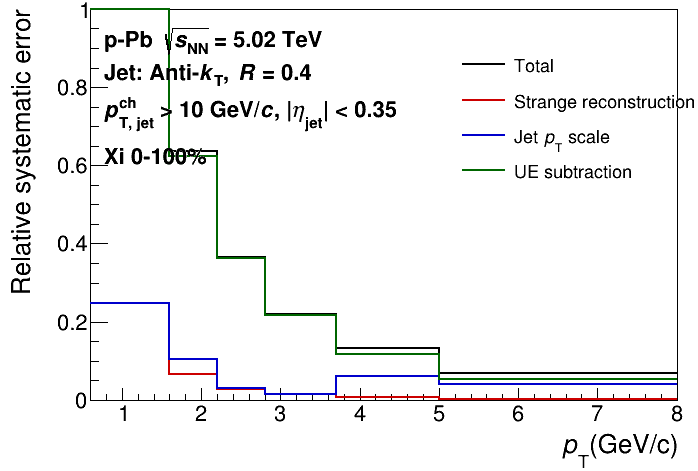 Relative systematic error
1
0.8
0.6
0.4
0.2
0
p-Pb √sNN = 5.02 TeV
Jet: Anti-kT, R = 0.4
p^ch_T, jet > 10 GeV/c, |ηjet| < 0.35
Xi 0-100%
Total
Strange reconstruction
Jet pT scale
UE subtraction
1 2 3 4 5 6 7 8
pT(GeV/c)